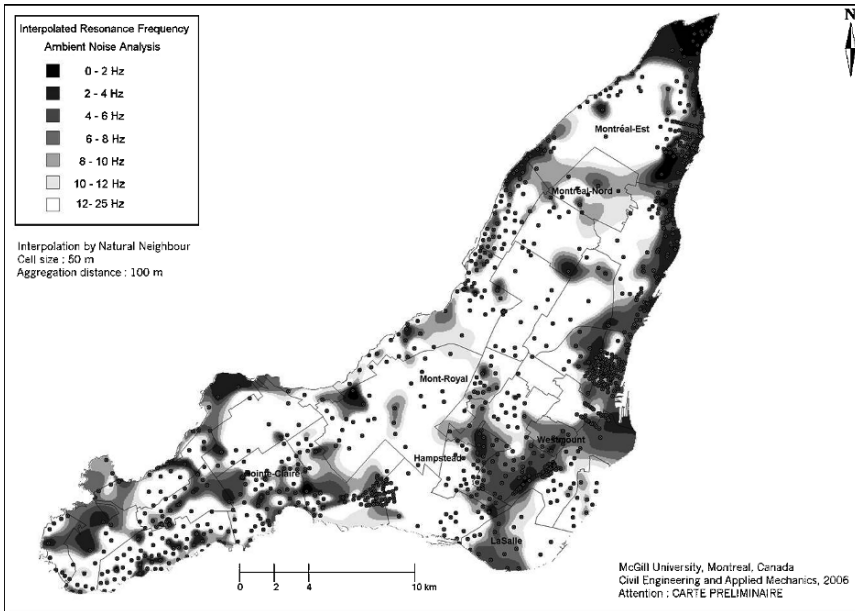 Interpolated Resonance Frequency
Ambient Noise Analysis
0 - 2 Hz
2 - 4 Hz
4 - 6 Hz
6 - 8 Hz
8 - 10 Hz
10 - 12 Hz
12- 25 Hz
Interpolation by Natural Neighbour
Cell size : 50 m
Aggregation distance : 100 m
N
Montréal-Est
Montréal-Nord
Mont-Royal
Westmount
Hampstead
Pointe-Claire
LaSalle
0 2 4 10 km
McGill University, Montreal, Canada
Civil Engineering and Applied Mechanics, 2006
Attention : CARTE PRELIMINAIRE